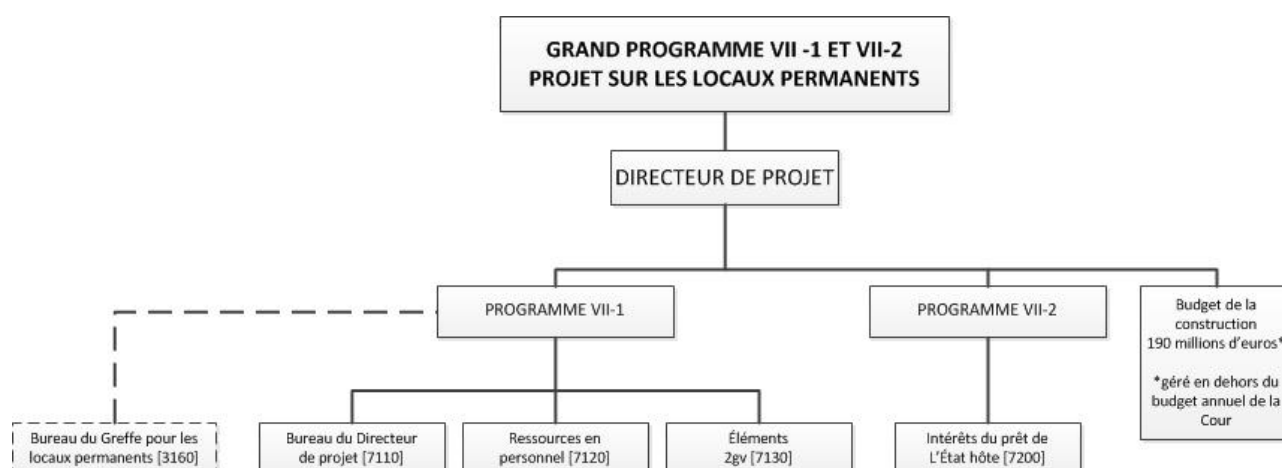 GRAND PROGRAMME VII -1 ET VII-2
PROJET SUR LES LOCAUX PERMANENTS
DIRECTEUR DE PROJET
PROGRAMME VII-1
PROGRAMME VII-2
Budget de la
construction
190 millions d'euros*
*géré en dehors du
budget annuel de la
Cour
Bureau du Greffe pour les
locaux permanents [3160]
Bureau du Directeur
de projet [7110]
Ressources en
personnel [7120]
Éléments
2gv [7130]
Intérêts du prêt de
L'État hôte [7200]